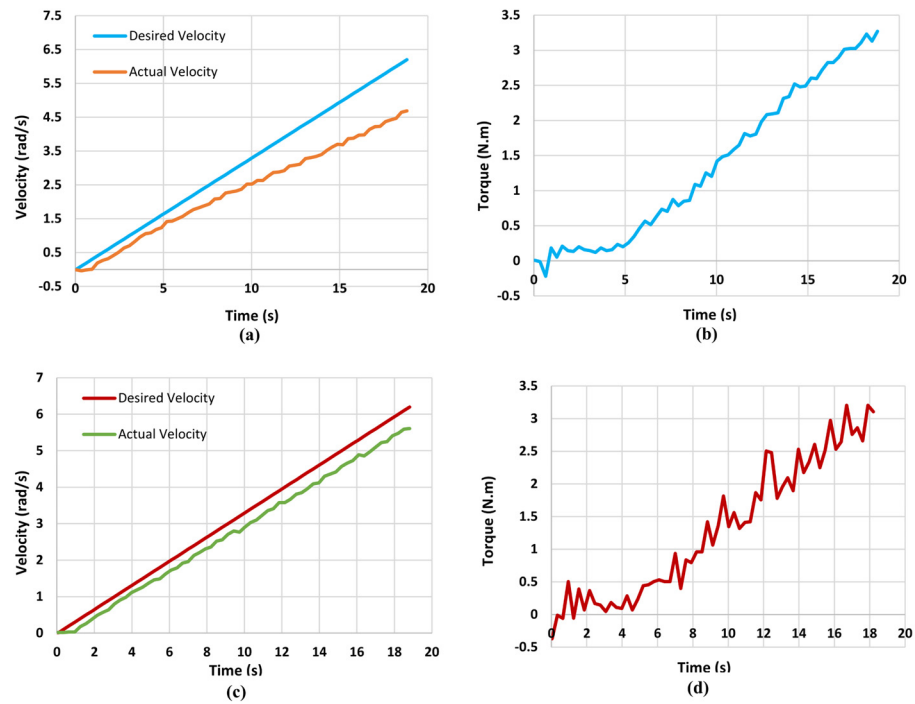 7.5
6.5
5.5
4.5
3.5
2.5
1.5
0.5
-0.5
Velocity (rad/s)
Desired Velocity
Actual Velocity
0 5 10 15 20
Time (s)
(a)
3.5
3
2.5
2
1.5
1
0.5
0
-0.5
Torque (N.m)
0 5 10 15 20
Time (s)
(b)
7
6
5
4
3
2
1
0
Velocity (rad/s)
Desired Velocity
Actual Velocity
0 2 4 6 8 10 12 14 16 18 20
Time (s)
(c)
3.5
3
2.5
2
1.5
1
0.5
0
-0.5
Torque (N.m)
0 2 4 6 8 10 12 14 16 18 20
Time (s)
(d)